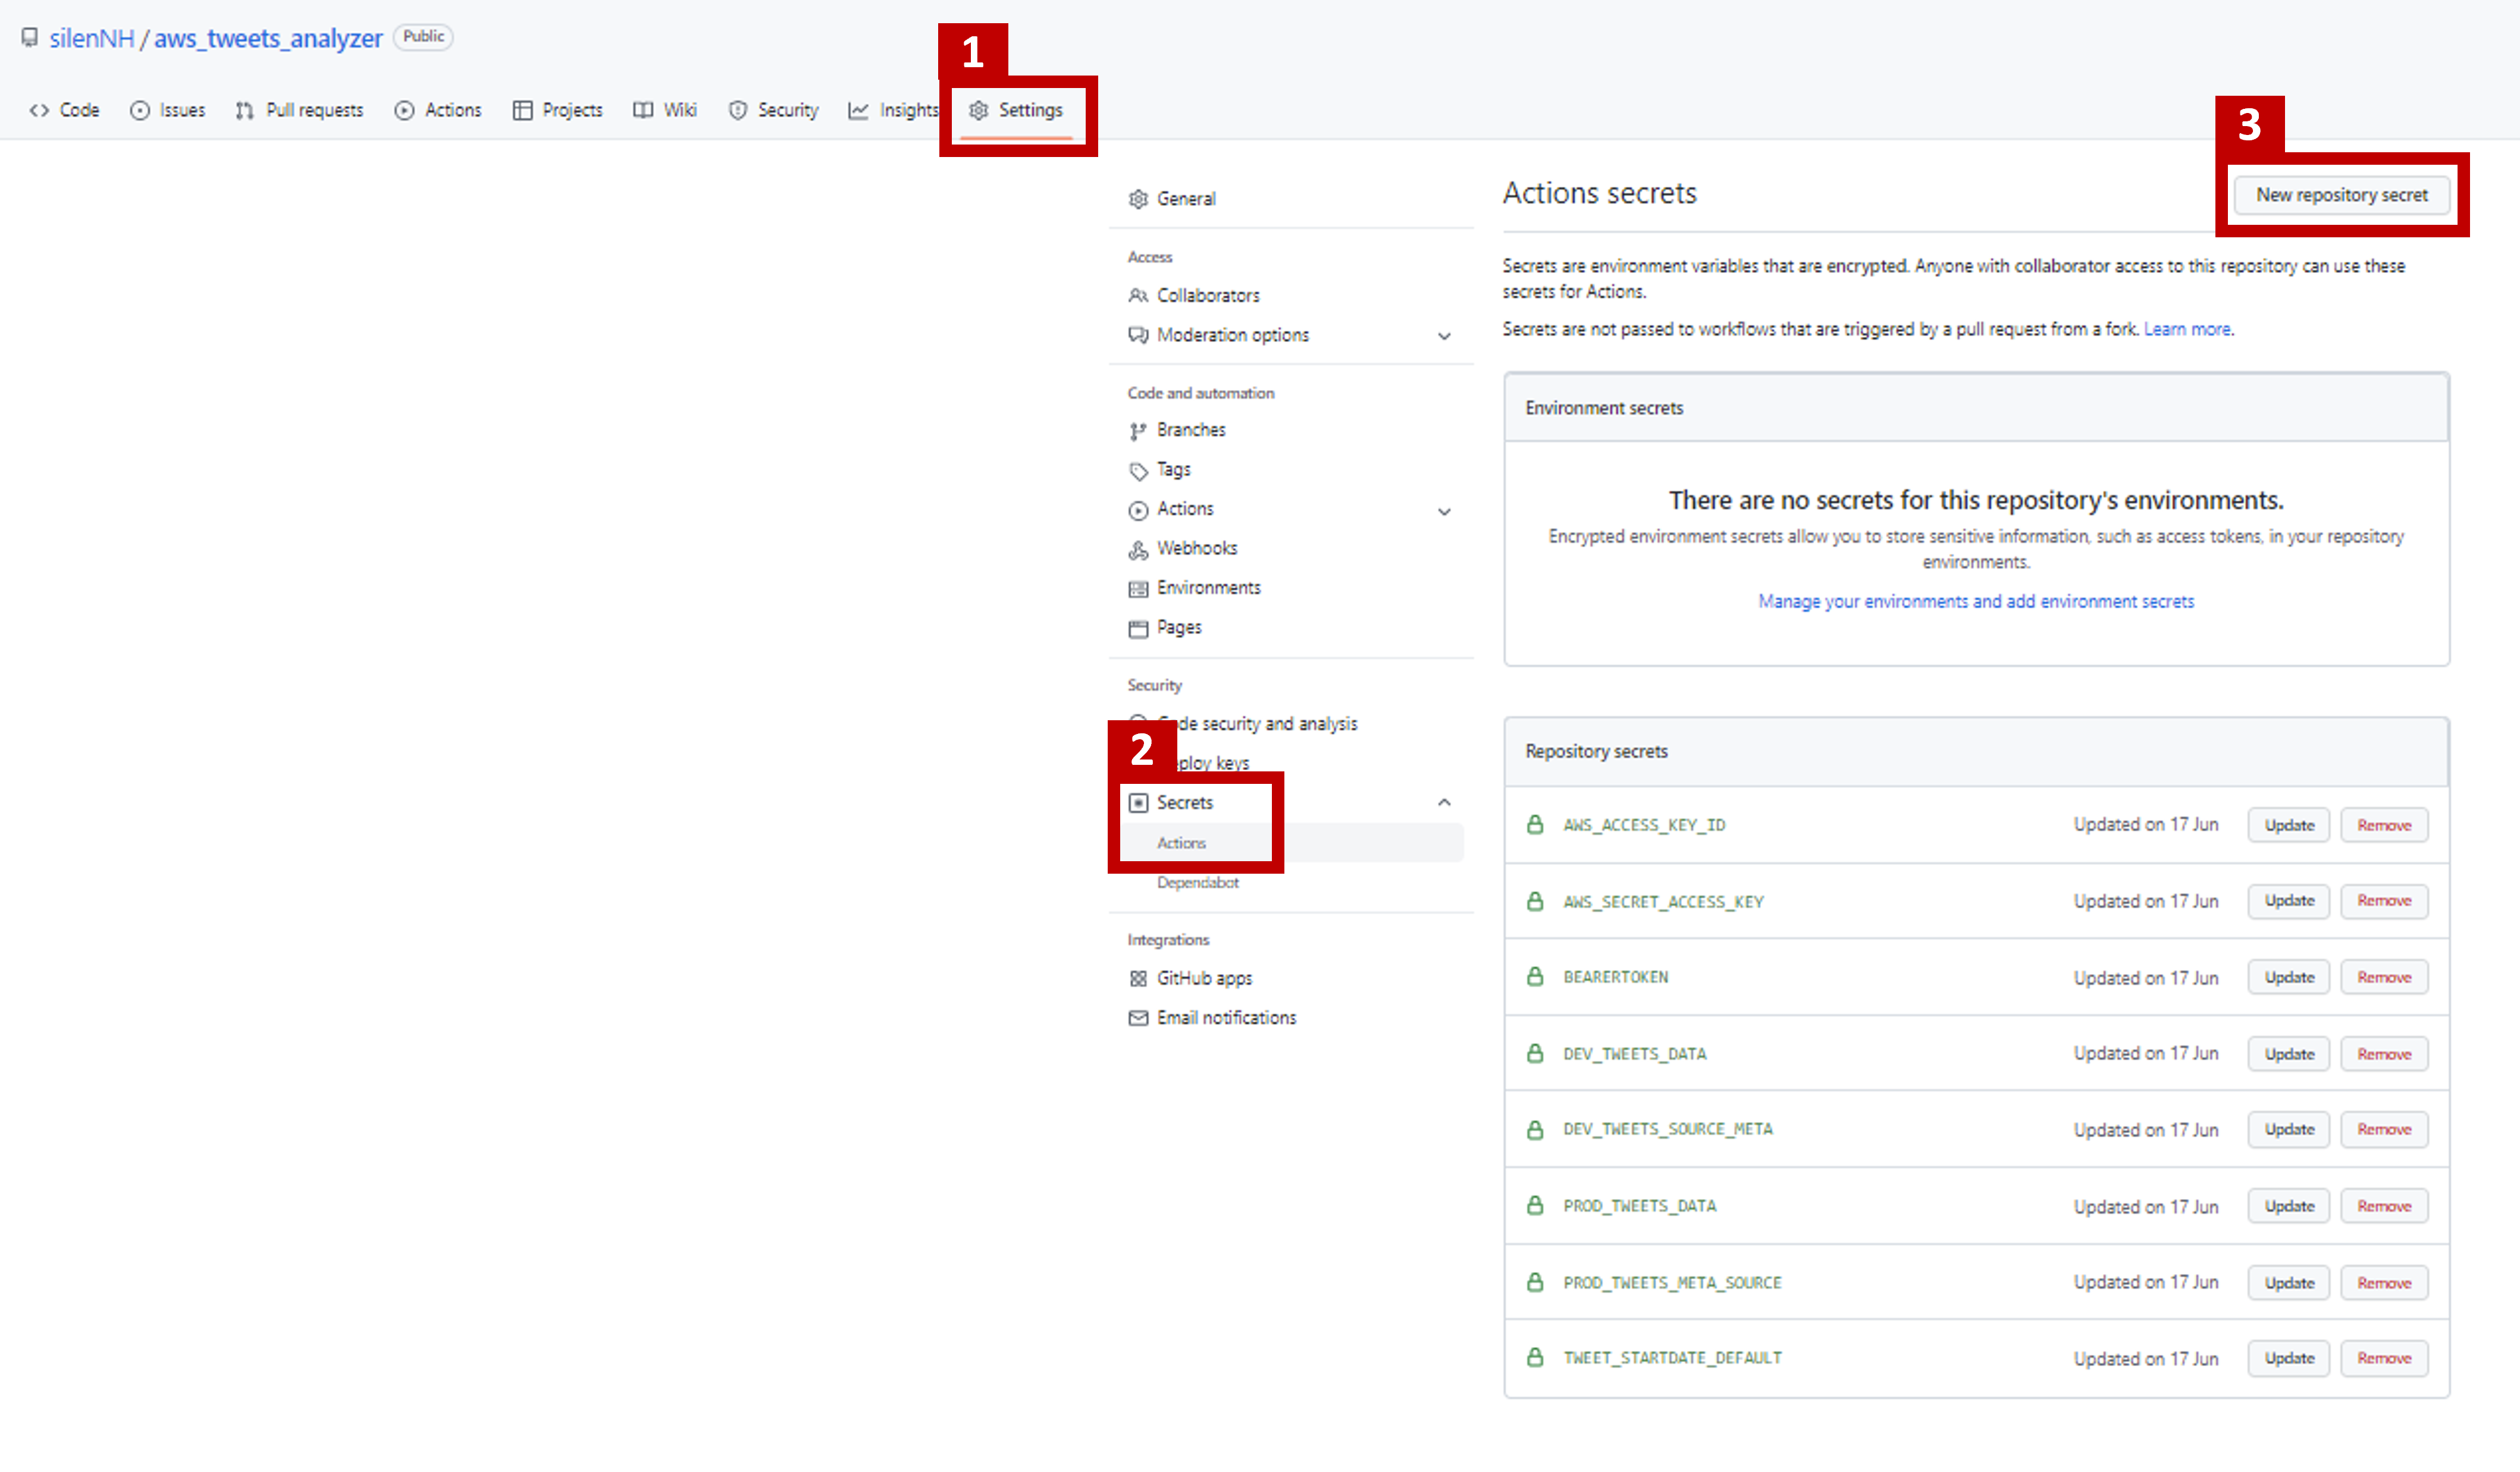 silenNH / aws_tweets_analyzer Public
1
Code Issues Pull requests Actions Projects Wiki Security Insights Settings
General
Access
Collaborators
Moderation options
Code and automation
Branches
Tags
Actions
Webhooks
Environments
Pages
Security
security and analysis
2
keys
Secrets
Actions
Dependabot
Integrations
GitHub apps
Email notifications
3
Actions secrets
New repository secret
Secrets are environment variables that are encrypted. Anyone with collaborator access to this repository can use these
secrets for Actions.
Secrets are not passed to workflows that are triggered by a pull request from a fork. Learn more.
Environment secrets
There are no secrets for this repository's environments.
Encrypted environment secrets allow you to store sensitive information, such as access tokens, in your repository
environments.
Manage your environments and add environment secrets
Repository secrets
AWS_ACCESS_KEY_ID Updated on 17 Jun Update Remove
AWS_SECRET_ACCESS_KEY Updated on 17 Jun Update Remove
BEARERTOKEN Updated on 17 Jun Update Remove
DEV_TWEETS_DATA Updated on 17 Jun Update Remove
DEV_TWEETS_SOURCE_META Updated on 17 Jun Update Remove
PROD_TWEETS_DATA Updated on 17 Jun Update Remove
PROD_TWEETS_META_SOURCE Updated on 17 Jun Update Remove
TWEET_STARTDATE_DEFAULT Updated on 17 Jun Update Remove